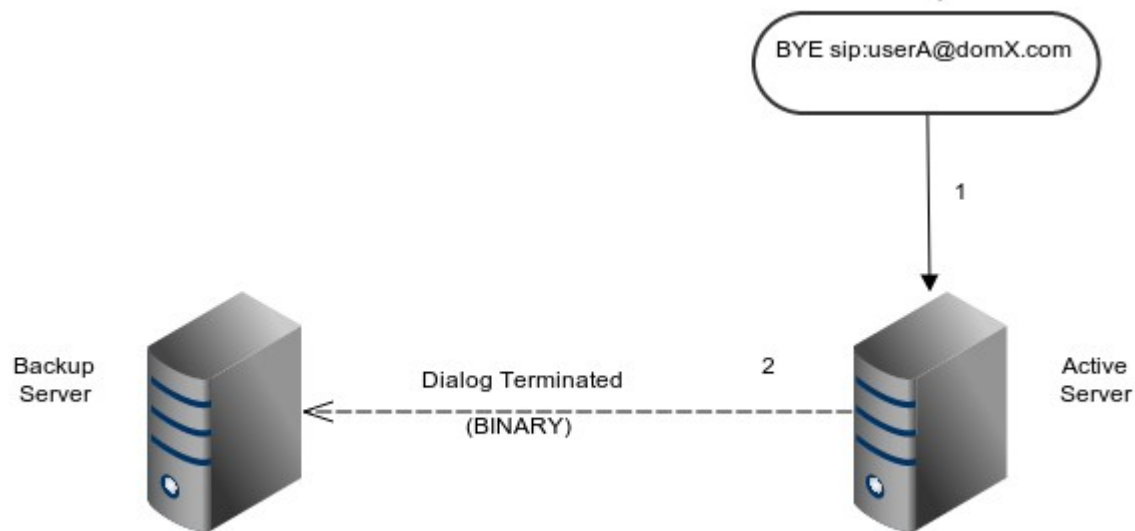 BYE sip:userA@domX.com
1
Backup
Server
Dialog Terminated
(BINARY)
2
Active
Server